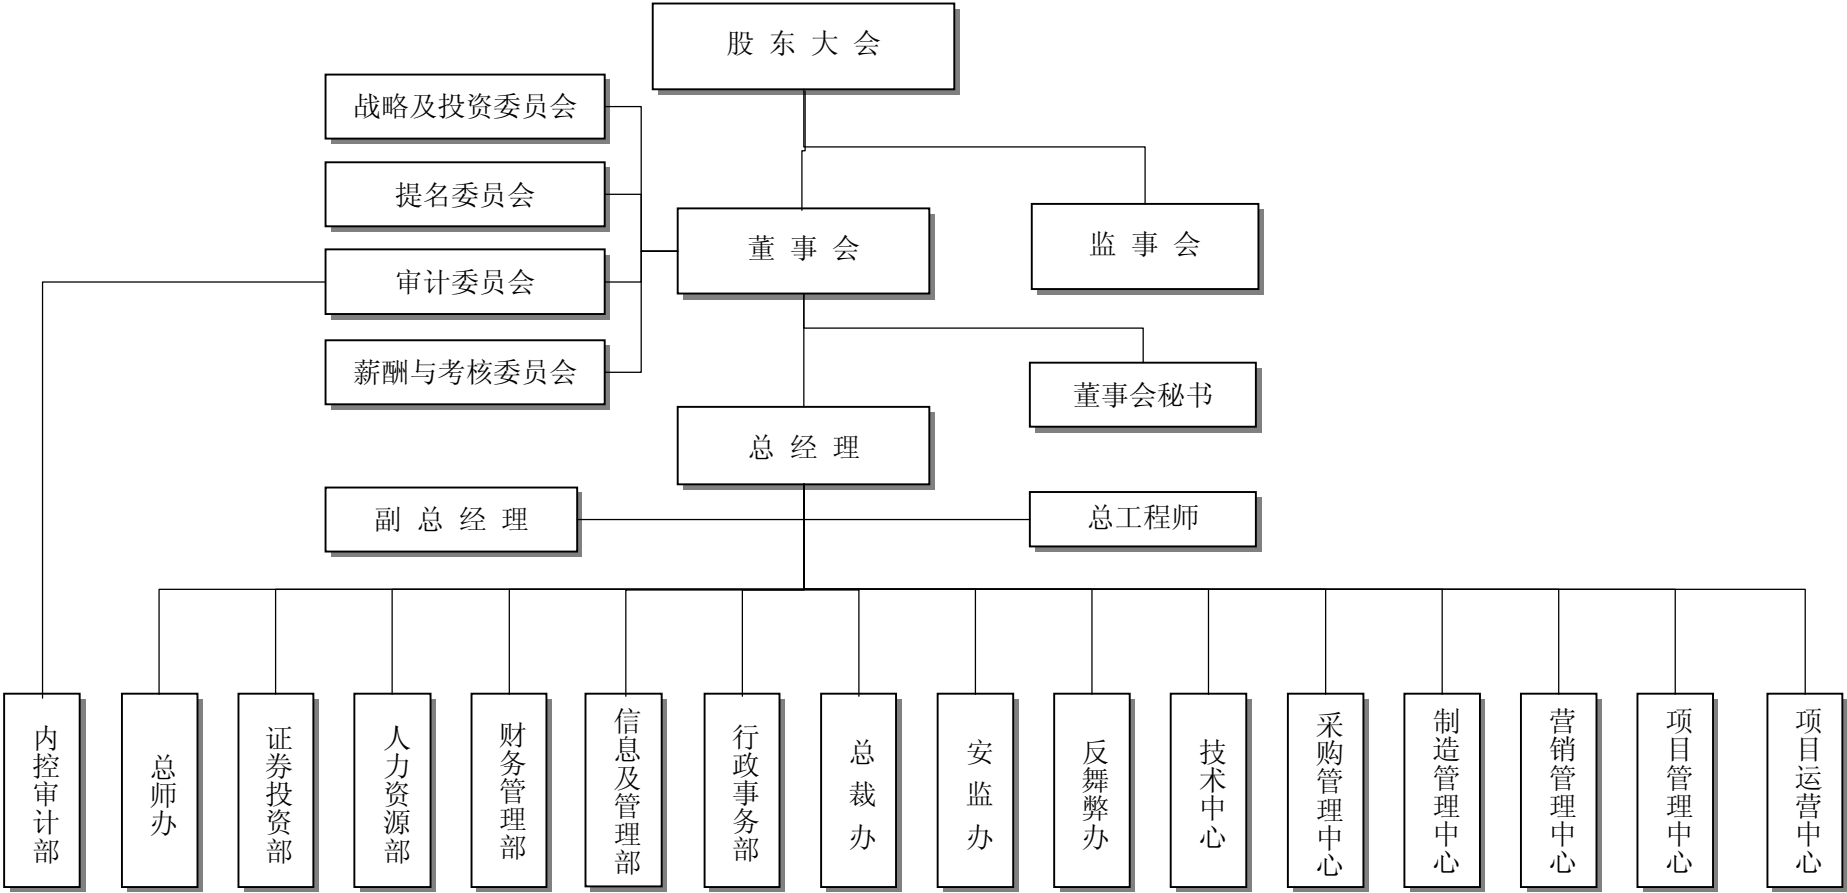 股东大会
战略及投资委员会
提名委员会
审计委员会
薪酬与考核委员会
董事会
监事会
董事会秘书
总经理
副总经理
总工程师
内控审计部
总师办
证券投资部
人力资源部
财务管理部
信息及管理部
行政事务部
总裁办
安监办
反舞弊办
技术中心
采购管理中心
制造管理中心
营销管理中心
项目管理中心
项目运营中心